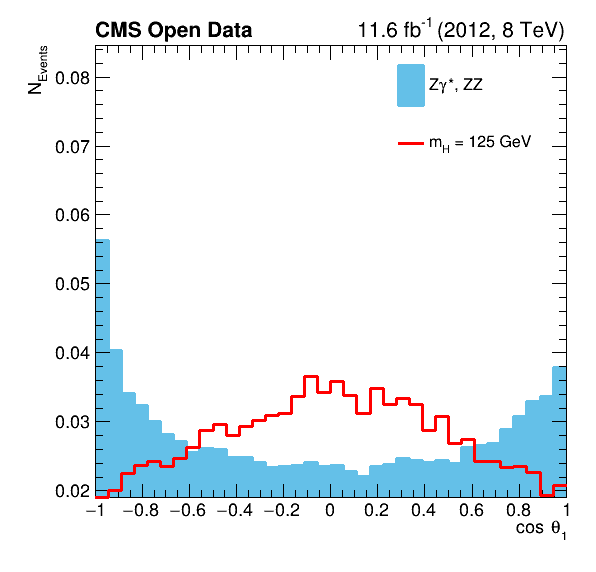 CMS Open Data 11.6 fb⁻¹ (2012, 8 TeV)
N_Events
Zγ*, ZZ
m_H = 125 GeV
0.08
0.07
0.06
0.05
0.04
0.03
0.02
−1 −0.8 −0.6 −0.4 −0.2 0 0.2 0.4 0.6 0.8 1
cos θ₁